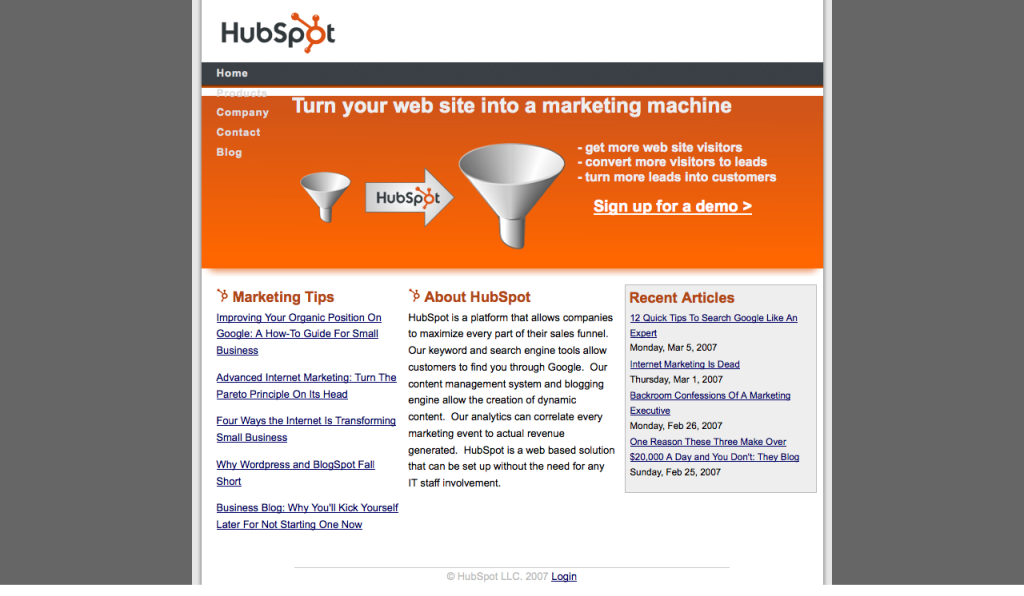 HubSpot
Home
Products
Company
Contact
Blog
Turn your web site into a marketing machine
HubSpot
- get more web site visitors
- convert more visitors to leads
- turn more leads into customers
Sign up for a demo >
Marketing Tips
Improving Your Organic Position On
Google: A How-To Guide For Small
Business
Advanced Internet Marketing: Turn The
Pareto Principle On Its Head
Four Ways the Internet Is Transforming
Small Business
Why Wordpress and BlogSpot Fall
Short
Business Blog: Why You'll Kick Yourself
Later For Not Starting One Now
About HubSpot
HubSpot is a platform that allows companies
to maximize every part of their sales funnel.
Our keyword and search engine tools allow
customers to find you through Google.  Our
content management system and blogging
engine allow the creation of dynamic
content.  Our analytics can correlate every
marketing event to actual revenue
generated.  HubSpot is a web based solution
that can be set up without the need for any
IT staff involvement.
Recent Articles
12 Quick Tips To Search Google Like An
Expert
Monday, Mar 5, 2007
Internet Marketing Is Dead
Thursday, Mar 1, 2007
Backroom Confessions Of A Marketing
Executive
Monday, Feb 26, 2007
One Reason These Three Make Over
$20,000 A Day and You Don't: They Blog
Sunday, Feb 25, 2007
© HubSpot LLC. 2007 Login